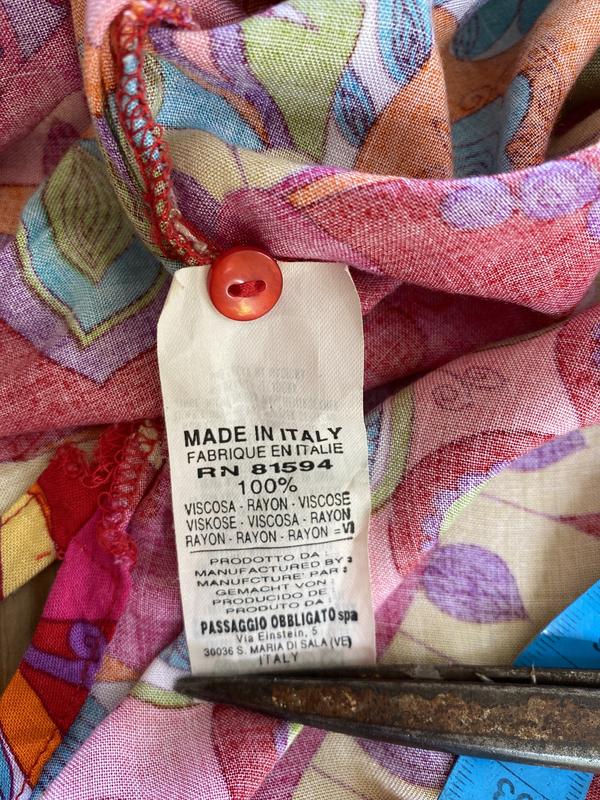 MADE IN ITALY
FABRIQUE EN ITALIE
RN 81594
100%
VISCOSA - RAYON - VISCOSE
VISKOSE - VISCOSA - RAYON
RAYON - RAYON - RAYON = VI
PRODOTTO DA :
MANUFACTURED BY :
MANUFCTURE' PAR :
GEMACHT VON :
PRODUCIDO DE :
PRODUTO DA :
PASSAGGIO OBBLIGATO spa
Via Einstein, 5
30036 S. MARIA DI SALA (VE)
ITALY